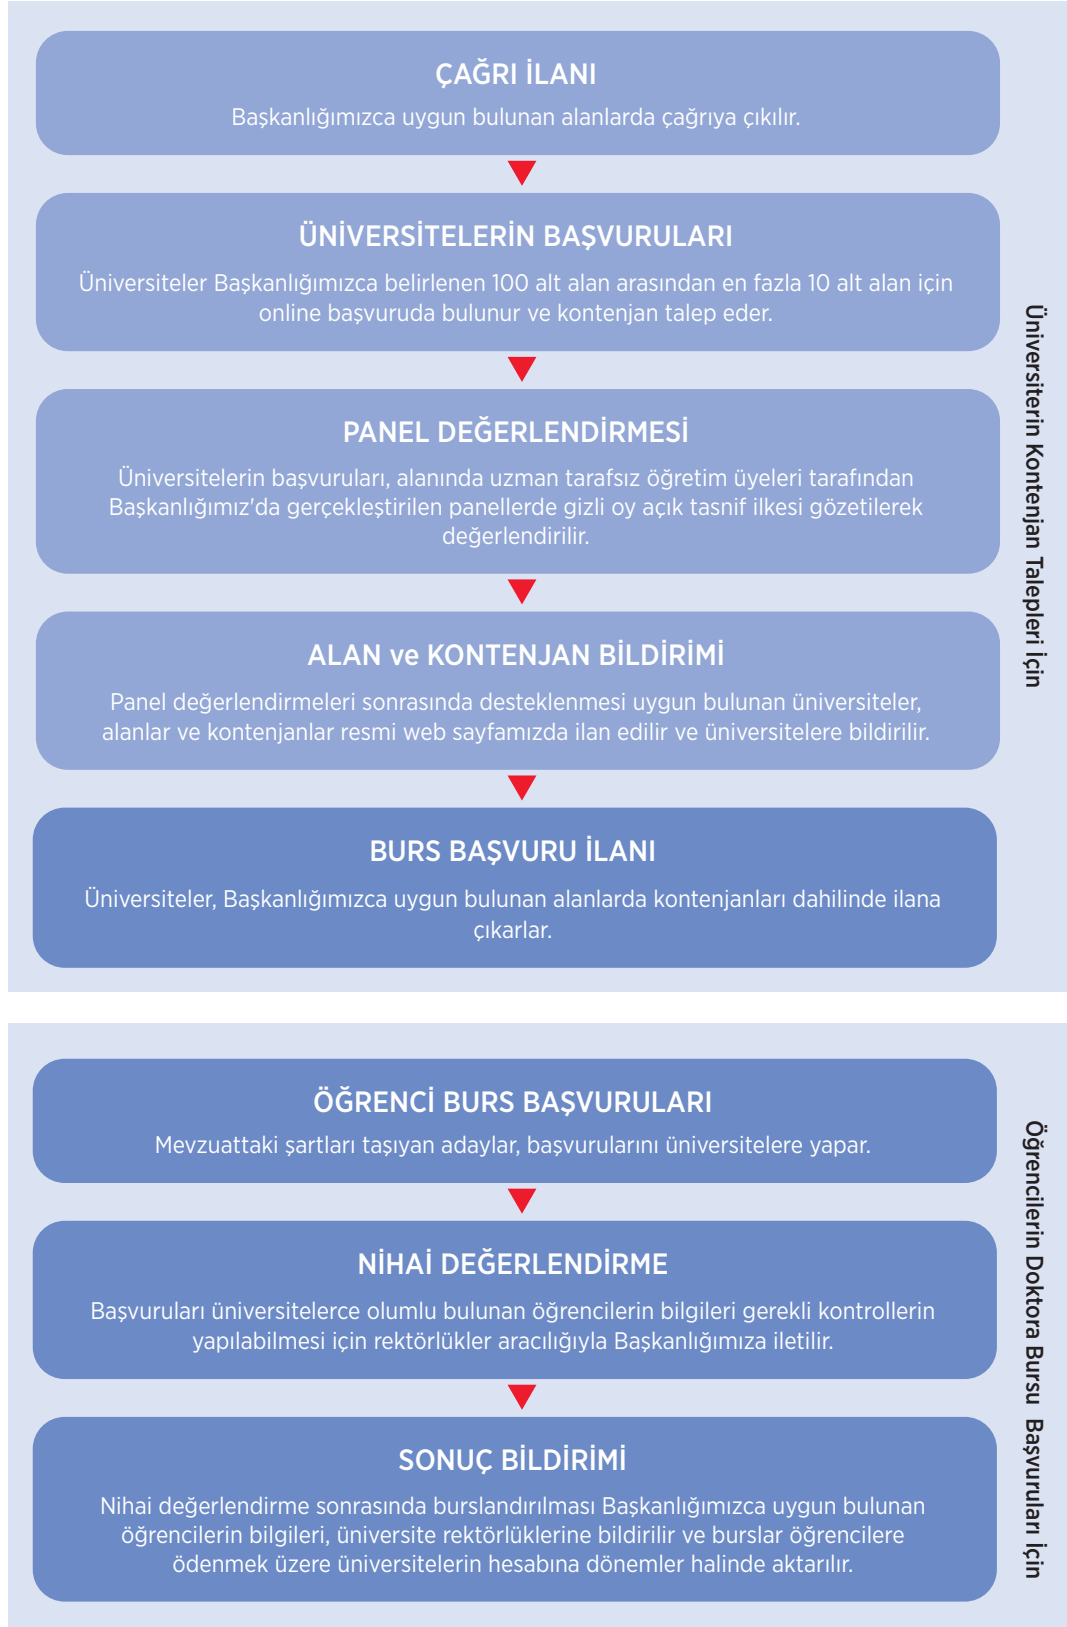 ÇAĞRI İLANI
Başkanlığımızca uygun bulunan alanlarda çağrıya çıkılır.
ÜNİVERSİTELERİN BAŞVURULARI
Üniversiteler Başkanlığımızca belirlenen 100 alt alan arasından en fazla 10 alt alan için
online başvuruda bulunur ve kontenjan talep eder.
PANEL DEĞERLENDİRMESİ
Üniversitelerin başvuruları, alanında uzman tarafsız öğretim üyeleri tarafından
Başkanlığımız'da gerçekleştirilen panellerde gizli oy açık tasnif ilkesi gözetilerek
değerlendirilir.
ALAN ve KONTENJAN BİLDİRİMİ
Panel değerlendirmeleri sonrasında desteklenmesi uygun bulunan üniversiteler,
alanlar ve kontenjanlar resmi web sayfamızda ilan edilir ve üniversitelere bildirilir.
BURS BAŞVURU İLANI
Üniversiteler, Başkanlığımızca uygun bulunan alanlarda kontenjanları dahilinde ilana
çıkarlar.
Üniversiterin Kontenjan Talepleri İçin
ÖĞRENCİ BURS BAŞVURULARI
Mevzuattaki şartları taşıyan adaylar, başvurularını üniversitelere yapar.
NİHAİ DEĞERLENDİRME
Başvuruları üniversitelerce olumlu bulunan öğrencilerin bilgileri gerekli kontrollerin
yapılabilmesi için rektörlükler aracılığıyla Başkanlığımıza iletilir.
SONUÇ BİLDİRİMİ
Nihai değerlendirme sonrasında burslandırılması Başkanlığımızca uygun bulunan
öğrencilerin bilgileri, üniversite rektörlüklerine bildirilir ve burslar öğrencilere
ödenmek üzere üniversitelerin hesabına dönemler halinde aktarılır.
Öğrencilerin Doktora Bursu Başvuruları İçin